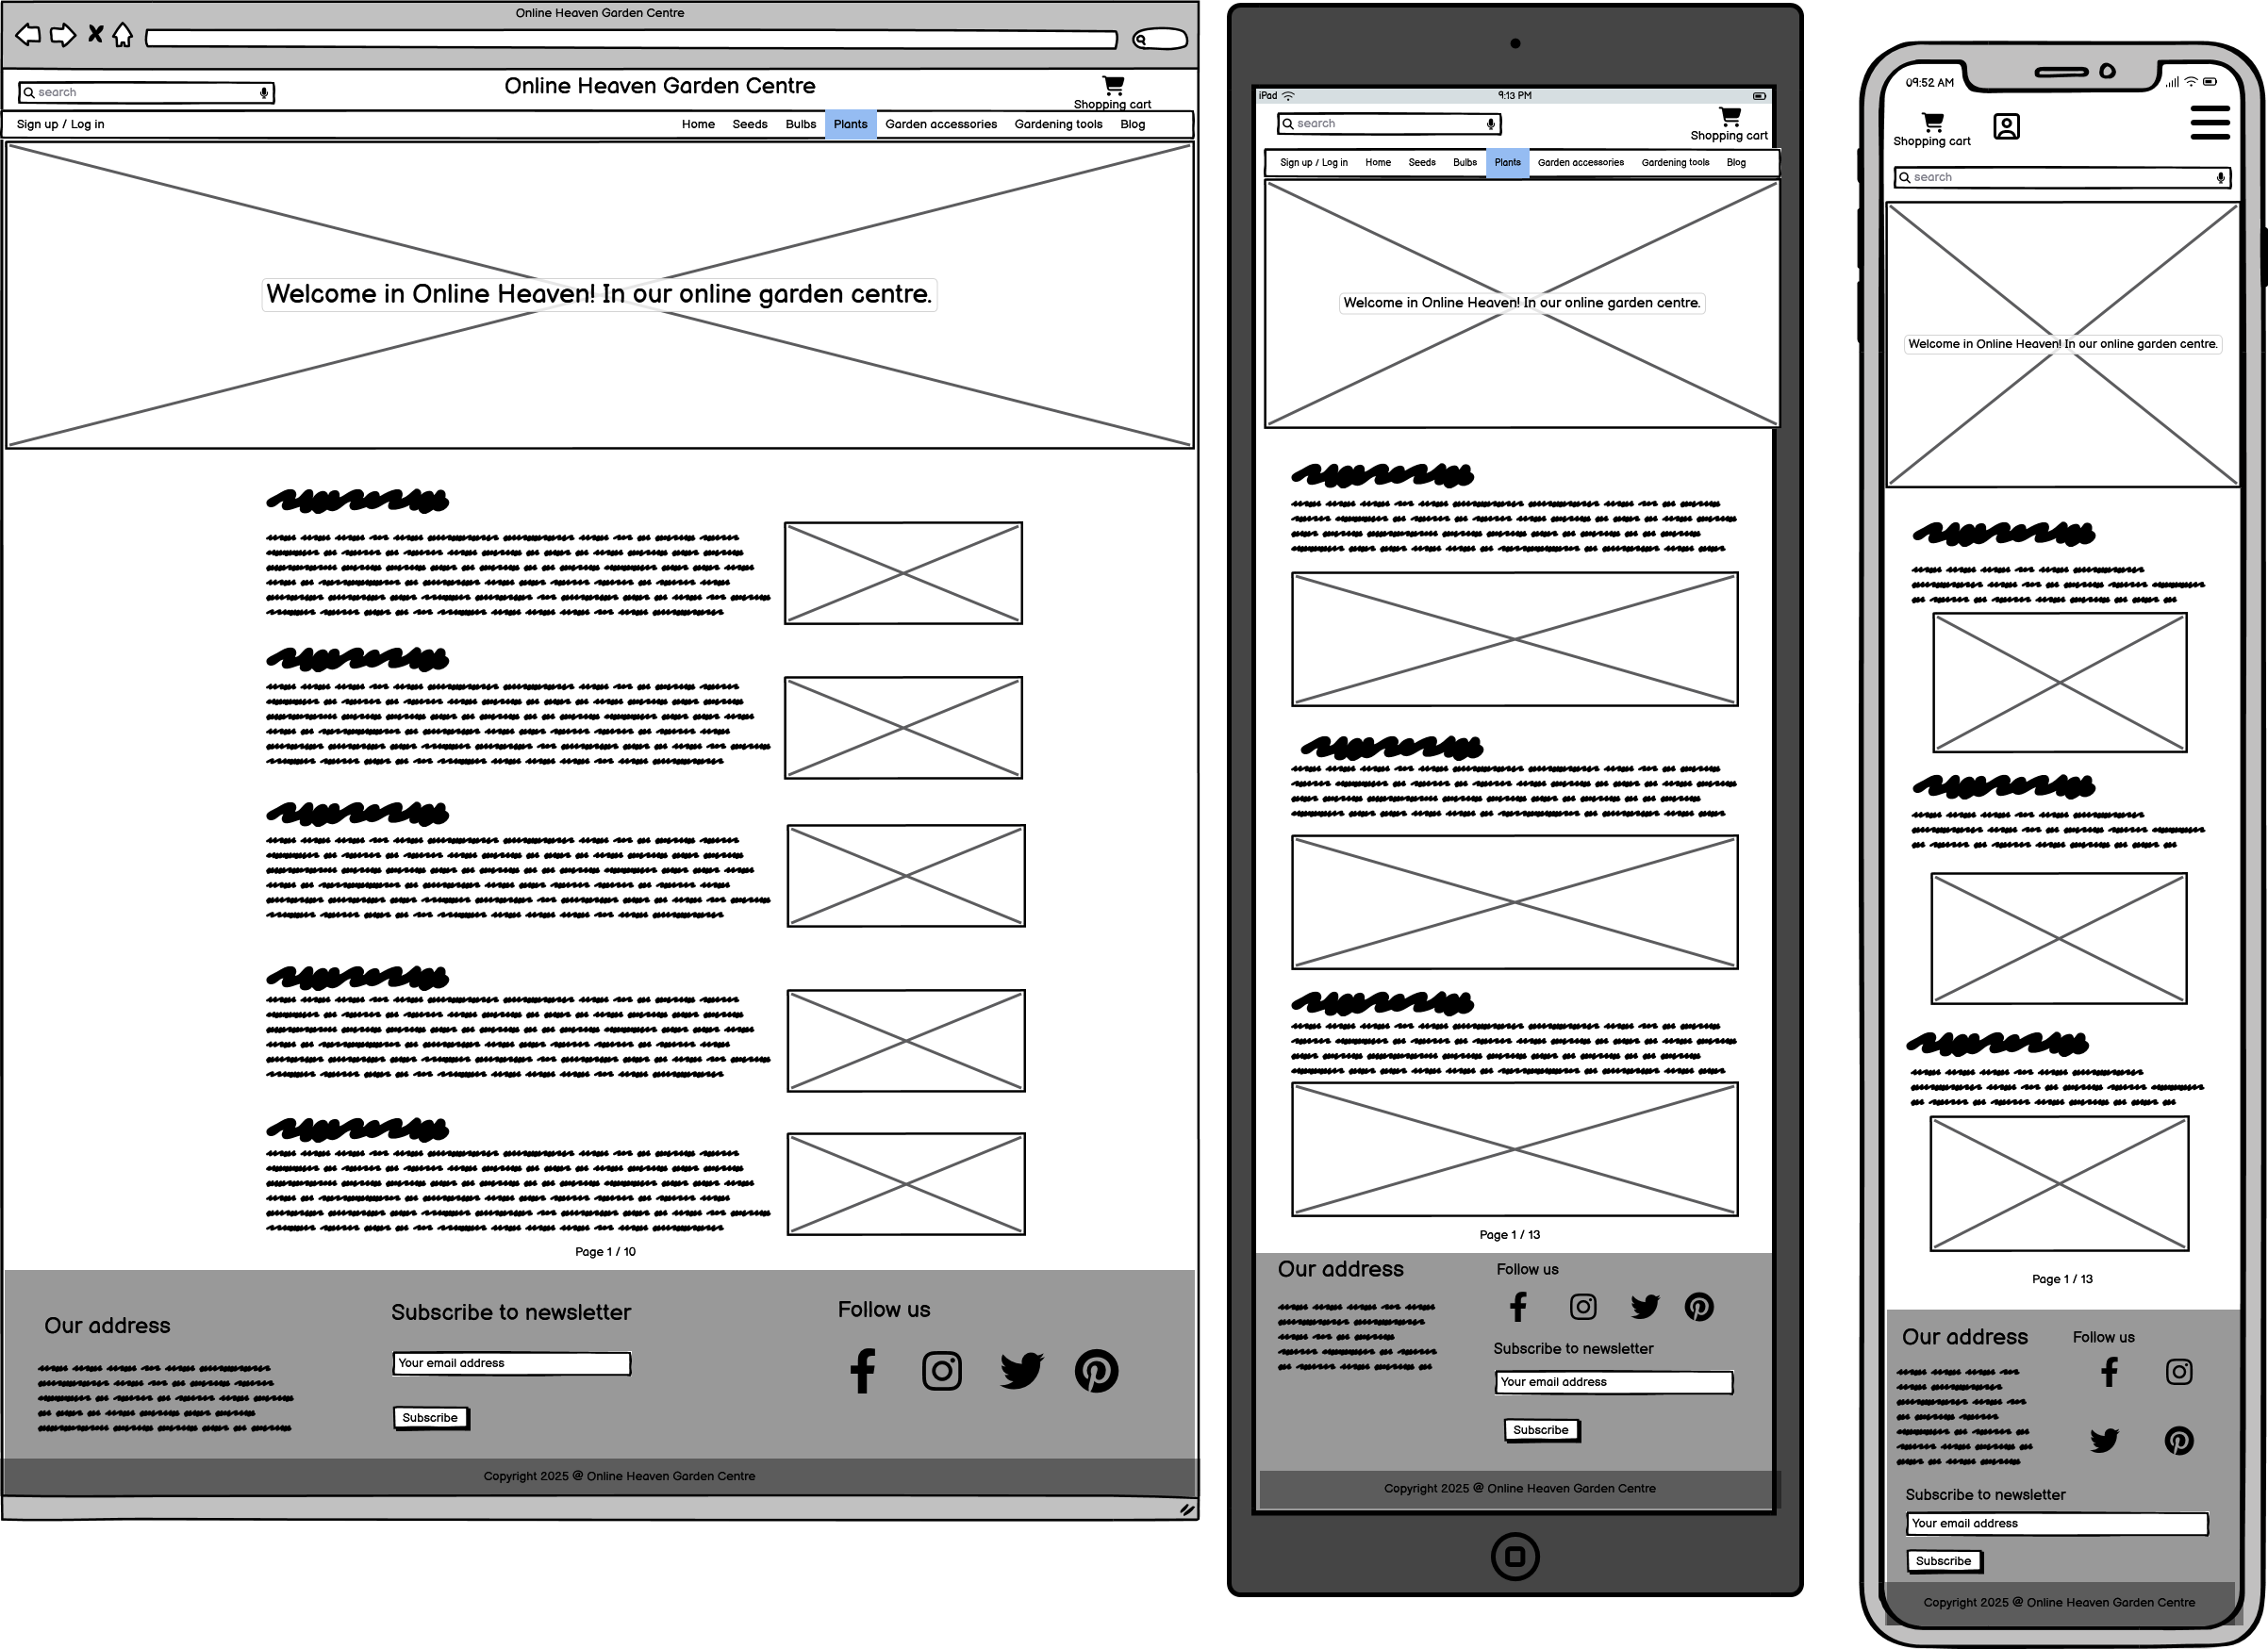 Online Heaven Garden Centre
search
Online Heaven Garden Centre
Shopping cart
Sign up / Log in Home Seeds Bulbs Plants Garden accessories Gardening tools Blog
Welcome in Online Heaven! In our online garden centre.
Page 1 / 10
Our address
Subscribe to newsletter
Your email address
Subscribe
Follow us
Copyright 2025 @ Online Heaven Garden Centre
iPad 9:13 PM
search
Shopping cart
Sign up / Log in Home Seeds Bulbs Plants Garden accessories Gardening tools Blog
Welcome in Online Heaven! In our online garden centre.
Page 1 / 13
Our address
Follow us
Subscribe to newsletter
Your email address
Subscribe
Copyright 2025 @ Online Heaven Garden Centre
09:52 AM
Shopping cart
search
Welcome in Online Heaven! In our online garden centre.
Page 1 / 13
Our address
Follow us
Subscribe to newsletter
Your email address
Subscribe
Copyright 2025 @ Online Heaven Garden Centre